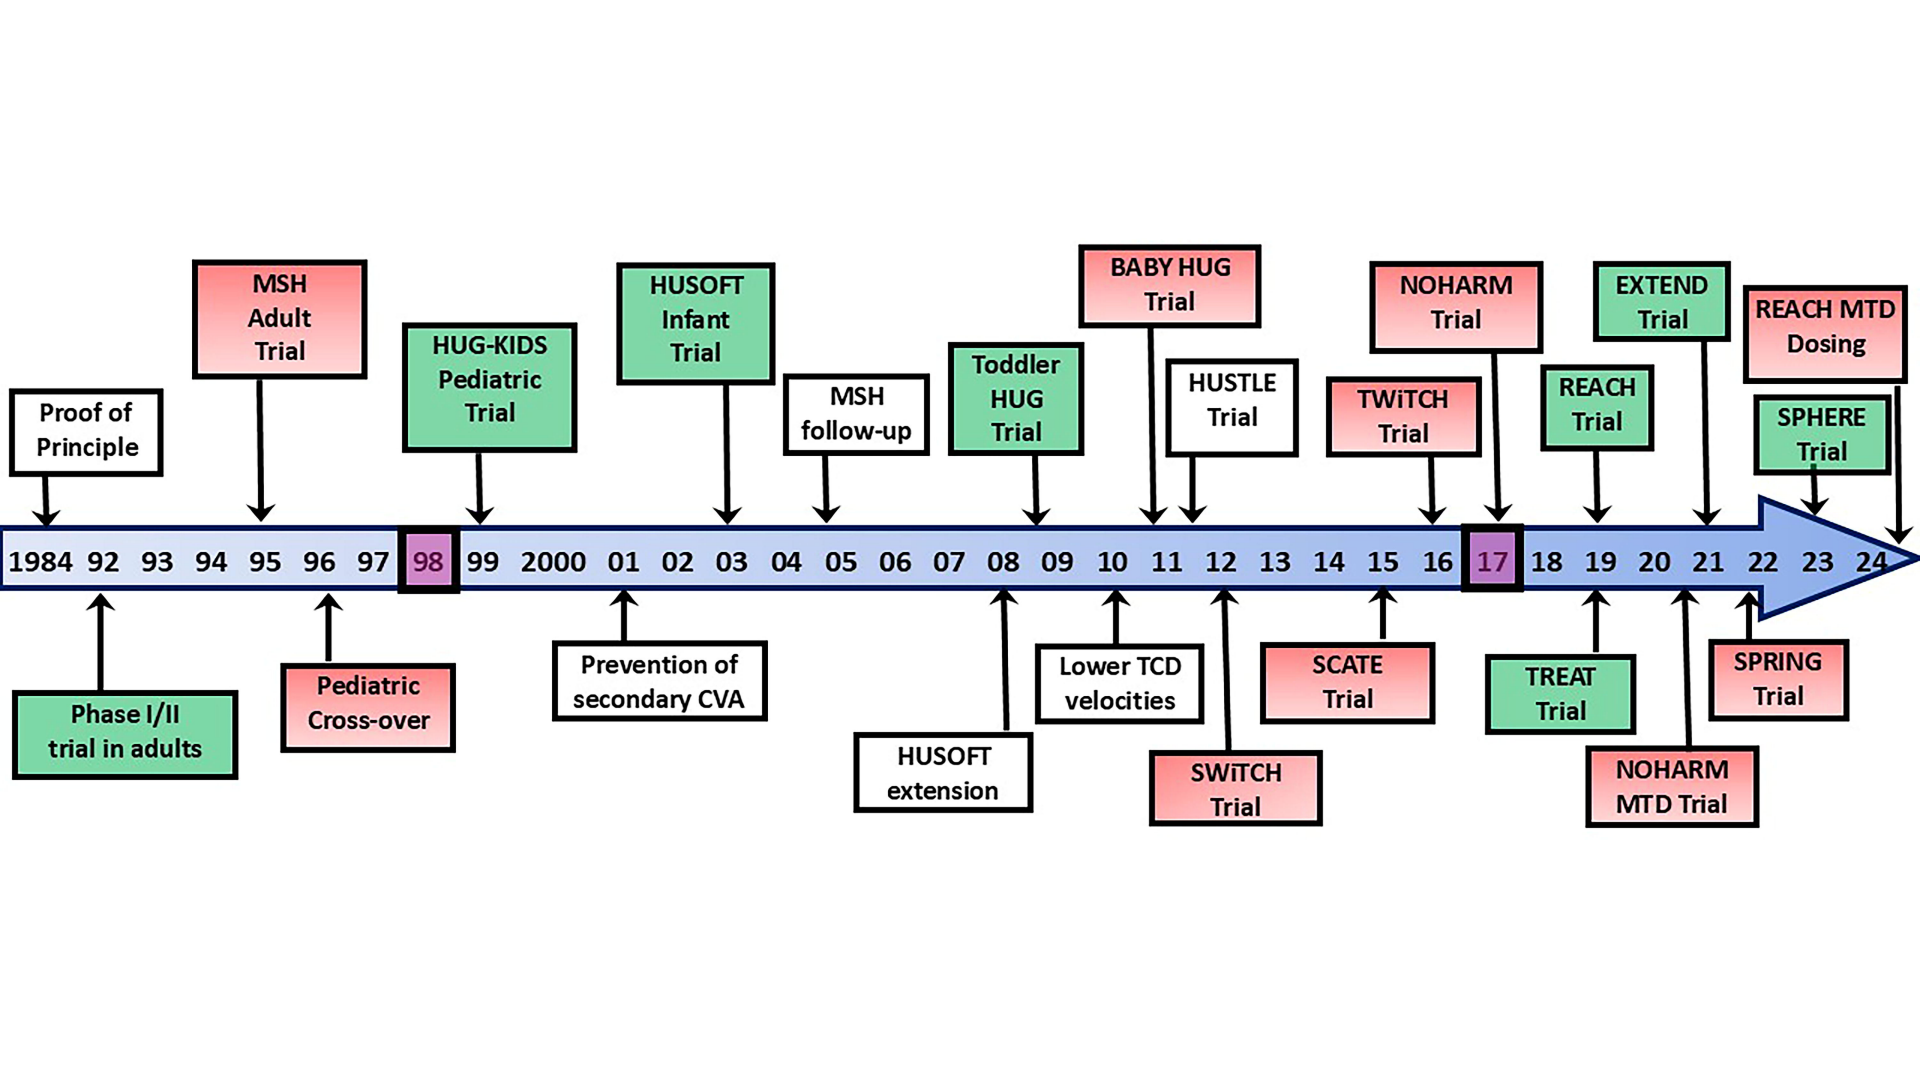 BABY HUG
Trial
MSH
Adult
Trial
HUSOFT
Infant
Trial
NOHARM
Trial
EXTEND
Trial
REACH MTD
Dosing
HUG-KIDS
Pediatric
Trial
Toddler
HUG
Trial
HUSTLE
Trial
MSH
follow-up
TWiTCH
Trial
REACH
Trial
Proof of
Principle
SPHERE
Trial
1984 92 93 94 95 96 97 98 99 2000 01 02 03 04 05 06 07 08 09 10 11 12 13 14 15 16 17 18 19 20 21 22 23 24
Phase I/II
trial in adults
Pediatric
Cross-over
Prevention of
secondary CVA
HUSOFT
extension
Lower TCD
velocities
SWiTCH
Trial
SCATE
Trial
TREAT
Trial
NOHARM
MTD Trial
SPRING
Trial